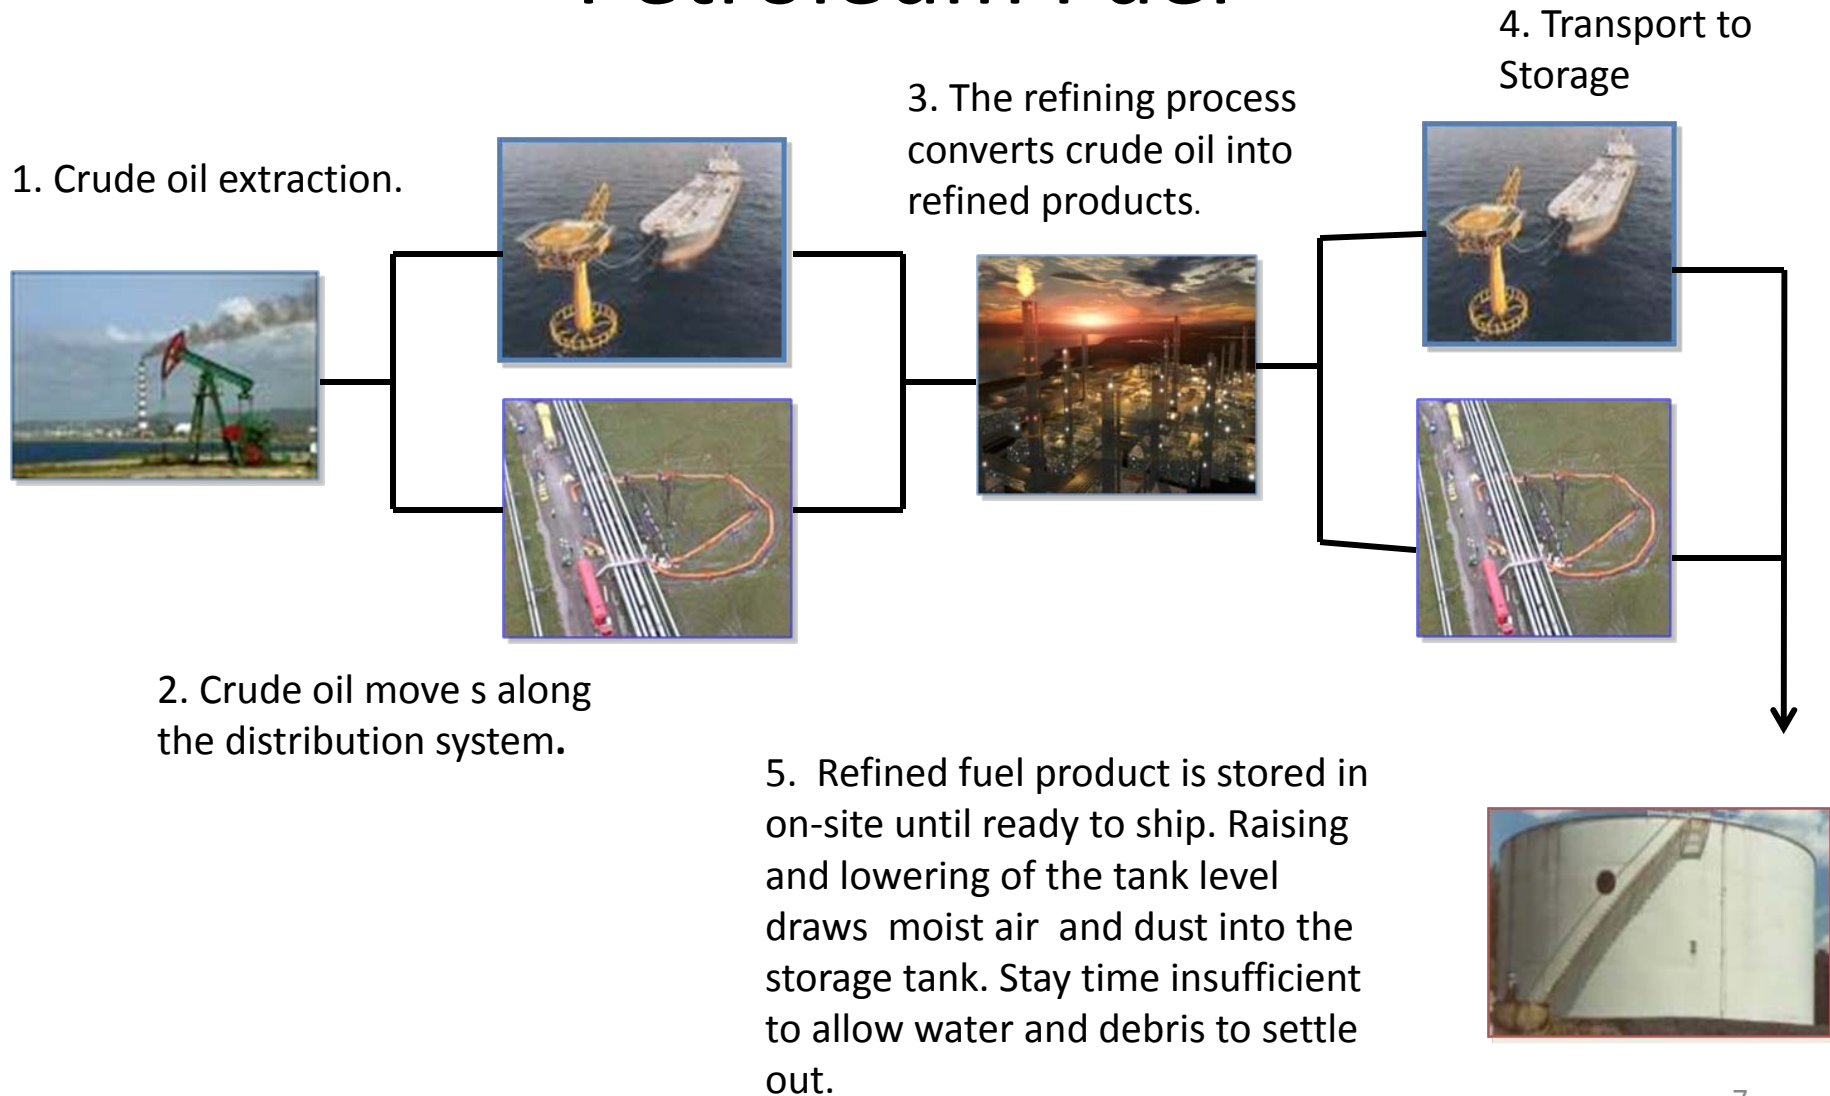 Petroleum Fuel
4. Transport to
Storage
3. The refining process
converts crude oil into
refined products.
1. Crude oil extraction.
2. Crude oil move s along
the distribution system.
5.  Refined fuel product is stored in
on-site until ready to ship. Raising
and lowering of the tank level
draws  moist air  and dust into the
storage tank. Stay time insufficient
to allow water and debris to settle
out.
7